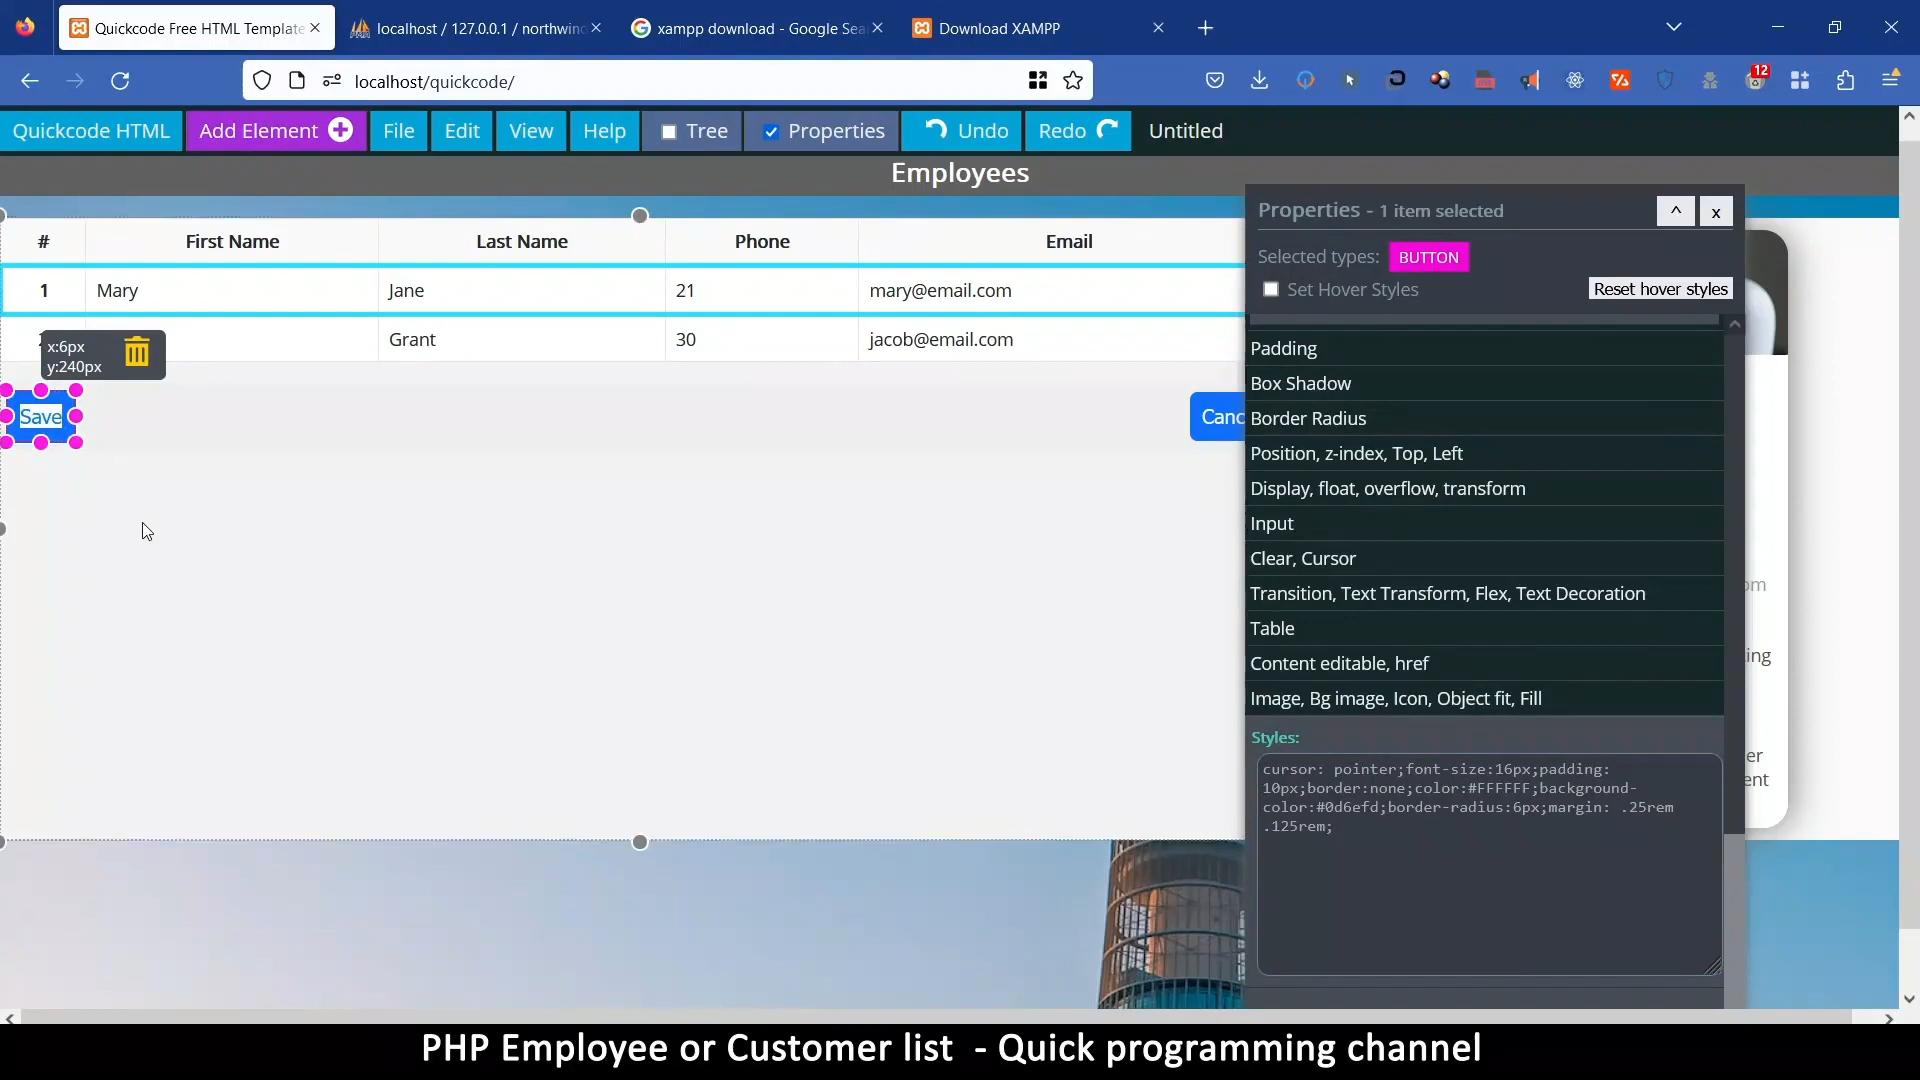 Quickcode Free HTML Template
localhost / 127.0.0.1 / northwin
xampp download - Google Sea
Download XAMPP
localhost/quickcode/
12
Quickcode HTML
Add Element
File
Edit
View
Help
Tree
Properties
Undo
Redo
Untitled
Employees
# First Name Last Name Phone Email
1 Mary Jane 21 mary@email.com
Grant 30 jacob@email.com
x:6px
y:240px
Save
Canc
Properties - 1 item selected
^
x
Selected types: BUTTON
Set Hover Styles
Reset hover styles
Padding
Box Shadow
Border Radius
Position, z-index, Top, Left
Display, float, overflow, transform
Input
Clear, Cursor
Transition, Text Transform, Flex, Text Decoration
Table
Content editable, href
Image, Bg image, Icon, Object fit, Fill
Styles:
cursor: pointer;font-size:16px;padding:
10px;border:none;color:#FFFFFF;background-
color:#0d6efd;border-radius:6px;margin: .25rem
.125rem;
om
ing
er
ent
PHP Employee or Customer list - Quick programming channel